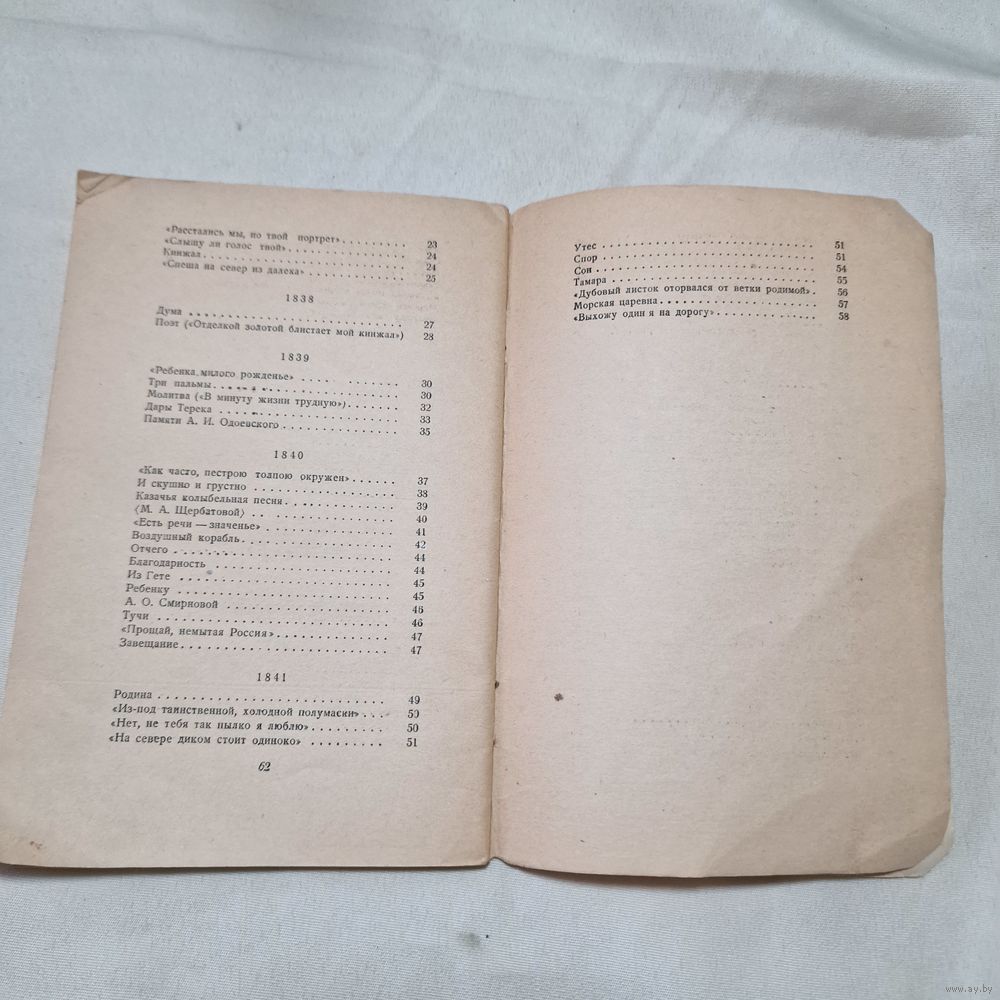 «Расстались мы, но твой портрет» . . . . . . . . 23
«Слышу ли голос твой» . . . . . . . . . . . . . . 24
Кинжал . . . . . . . . . . . . . . . . . . . . . 24
«Спеша на север из далека» . . . . . . . . . . . . 25
1838
Дума . . . . . . . . . . . . . . . . . . . . . . 27
Поэт («Отделкой золотой блистает мой кинжал») 28
1839
«Ребенка милого рожденье» . . . . . . . . . . . 30
Три пальмы . . . . . . . . . . . . . . . . . . . 30
Молитва («В минуту жизни трудную») . . . . . . . 32
Дары Терека . . . . . . . . . . . . . . . . . . 33
Памяти А. И. Одоевского . . . . . . . . . . . . . 35
1840
«Как часто, пестрою толпою окружен» . . . . . . 37
И скушно и грустно . . . . . . . . . . . . . . . 38
Казачья колыбельная песня . . . . . . . . . . . . 39
〈М. А. Щербатовой〉 . . . . . . . . . . . . . . . 40
«Есть речи — значенье» . . . . . . . . . . . . . 41
Воздушный корабль . . . . . . . . . . . . . . . . 42
Отчего . . . . . . . . . . . . . . . . . . . . . 44
Благодарность . . . . . . . . . . . . . . . . . . 44
Из Гете . . . . . . . . . . . . . . . . . . . . . 45
Ребенку . . . . . . . . . . . . . . . . . . . . . 45
А. О. Смирновой . . . . . . . . . . . . . . . . . 46
Тучи . . . . . . . . . . . . . . . . . . . . . . 46
«Прощай, немытая Россия» . . . . . . . . . . . . 47
Завещание . . . . . . . . . . . . . . . . . . . . 47
1841
Родина . . . . . . . . . . . . . . . . . . . . . 49
«Из-под таинственной, холодной полумаски» . . . 50
«Нет, не тебя так пылко я люблю» . . . . . . . . 50
«На севере диком стоит одиноко» . . . . . . . . . 51
62
Утес . . . . . . . . . . . . . . . . . . . . . . 51
Спор . . . . . . . . . . . . . . . . . . . . . . 51
Сон . . . . . . . . . . . . . . . . . . . . . . . 54
Тамара . . . . . . . . . . . . . . . . . . . . . 55
«Дубовый листок оторвался от ветки родимой» . 56
Морская царевна . . . . . . . . . . . . . . . . . 57
«Выхожу один я на дорогу» . . . . . . . . . . . . 58
www.ay.by